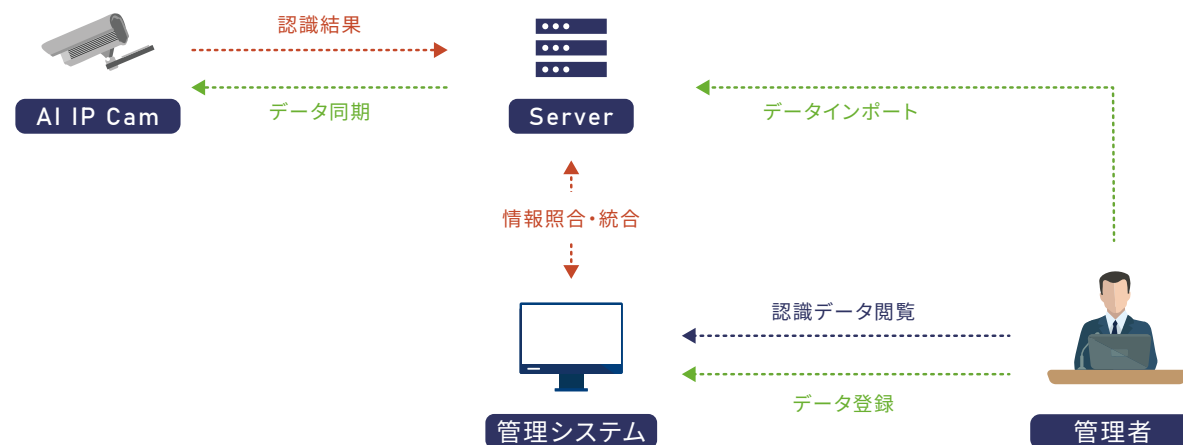 認識結果
データ同期
AI IP Cam
Server
データインポート
情報照合・統合
認識データ閲覧
データ登録
管理システム
管理者